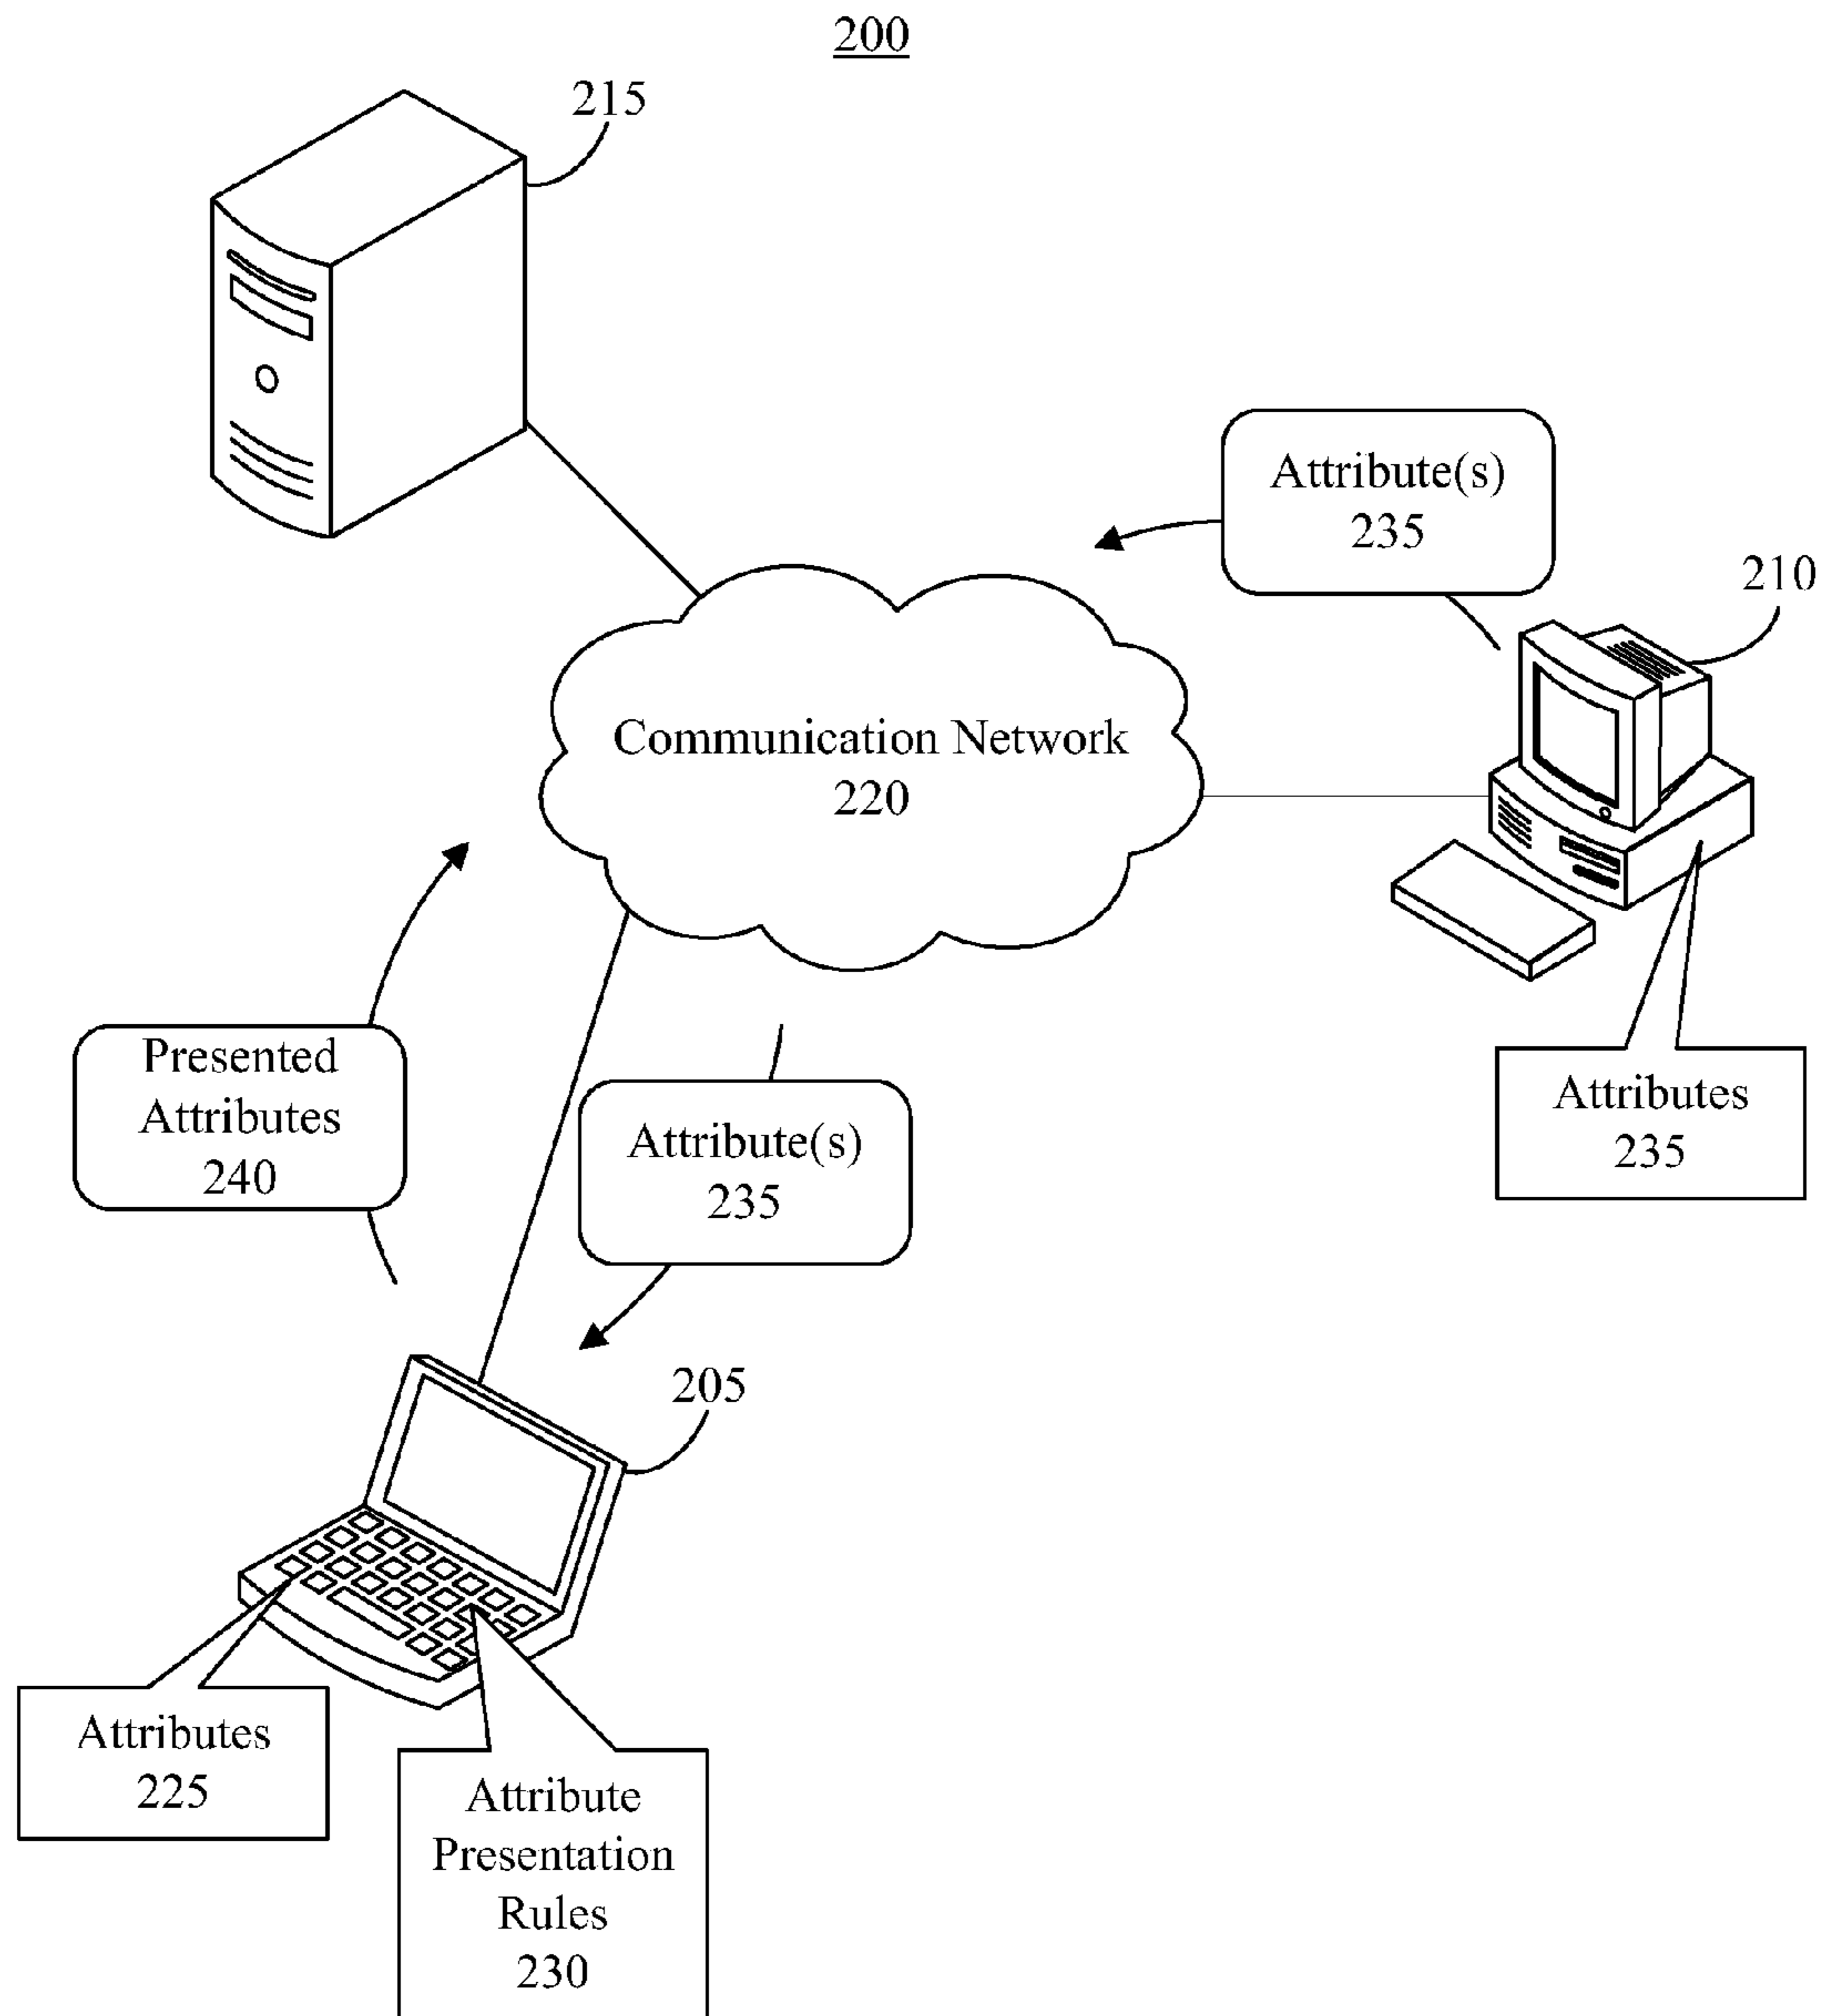 200
215
Attribute(s)
235
210
Communication Network
220
Presented
Attributes
240
Attribute(s)
235
Attributes
235
205
Attributes
225
Attribute
Presentation
Rules
230